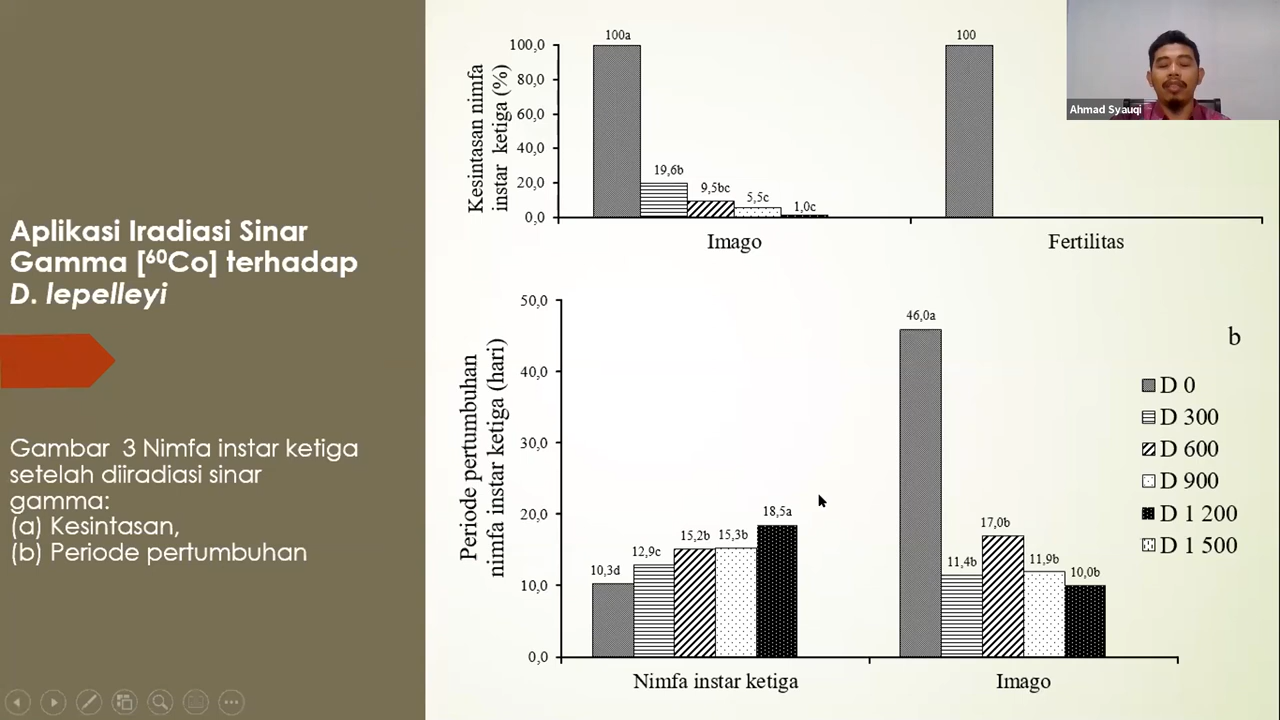 Aplikasi Iradiasi Sinar
Gamma [⁶⁰Co] terhadap
D. lepelleyi
Gambar 3 Nimfa instar ketiga
setelah diiradiasi sinar
gamma:
(a) Kesintasan,
(b) Periode pertumbuhan
Kesintasan nimfa
instar ketiga (%)
100,0
80,0
60,0
40,0
20,0
0,0
100a
19,6b
9,5bc
5,5c
1,0c
100
Imago
Fertilitas
Ahmad Syauqi
Periode pertumbuhan
nimfa instar ketiga (hari)
50,0
40,0
30,0
20,0
10,0
0,0
10,3d
12,9c
15,2b
15,3b
18,5a
46,0a
11,4b
17,0b
11,9b
10,0b
Nimfa instar ketiga
Imago
b
D 0
D 300
D 600
D 900
D 1 200
D 1 500